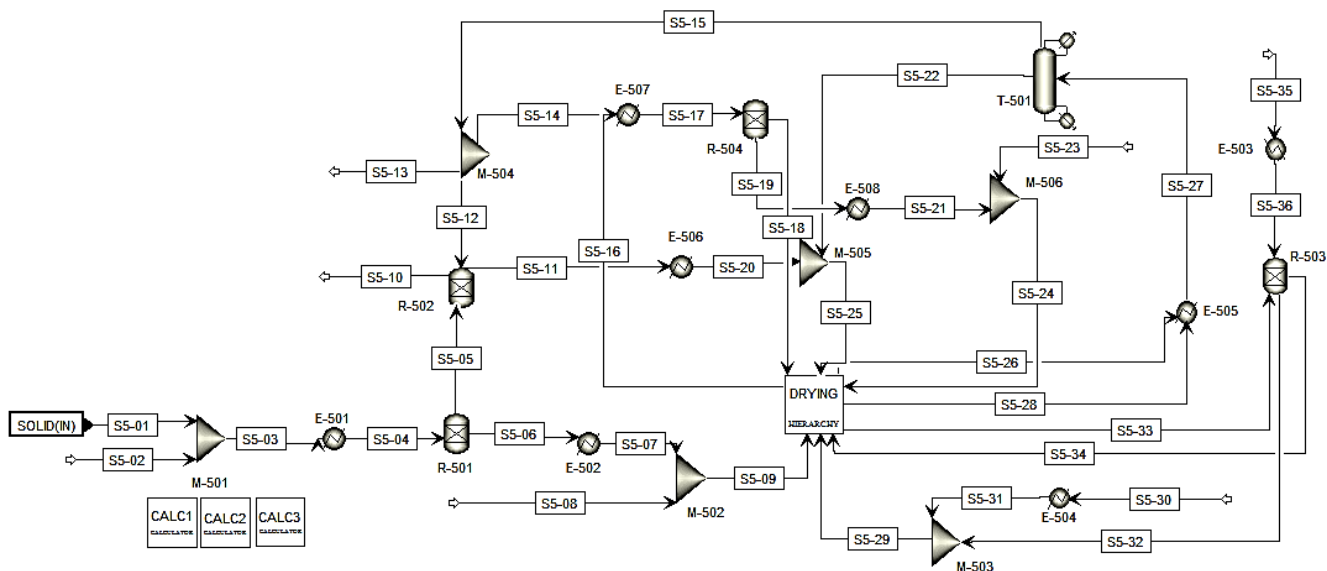 S5-15
S5-22
T-501
S5-35
E-507
S5-14
S5-17
R-504
E-503
S5-23
S5-13
M-504
S5-19
E-508
M-506
S5-27
S5-36
S5-12
S5-21
S5-16
S5-18
E-506
R-503
S5-10
S5-11
S5-20
M-505
R-502
S5-24
S5-25
E-505
S5-05
S5-26
DRYING
HIERARCHY
S5-28
SOLID(IN)
S5-01
E-501
S5-03
S5-04
S5-06
S5-33
S5-02
R-501
E-502
S5-07
S5-34
M-501
S5-08
S5-09
M-502
CALC1
CALCULATOR
CALC2
CALCULATOR
CALC3
CALCULATOR
S5-31
E-504
S5-30
S5-29
S5-32
M-503